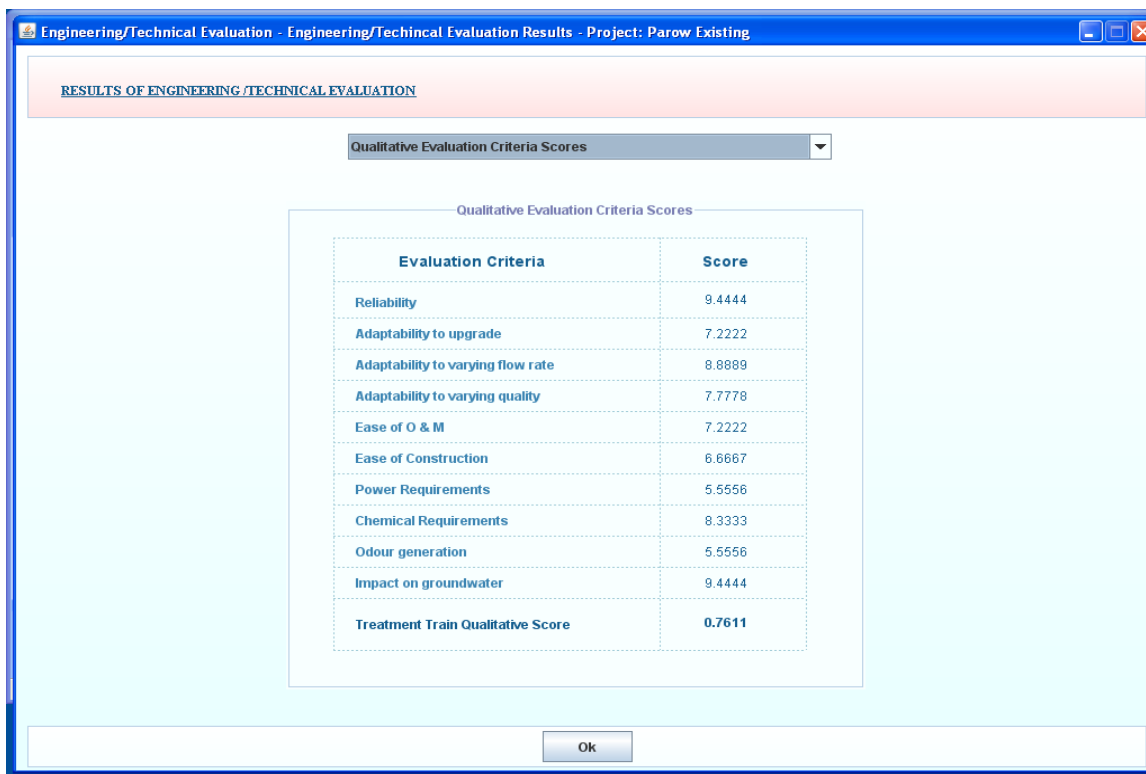 Engineering/Technical Evaluation - Engineering/Techincal Evaluation Results - Project: Parow Existing
RESULTS OF ENGINEERING /TECHNICAL EVALUATION
Qualitative Evaluation Criteria Scores
Qualitative Evaluation Criteria Scores
Evaluation Criteria Score
Reliability 9.4444
Adaptability to upgrade 7.2222
Adaptability to varying flow rate 8.8889
Adaptability to varying quality 7.7778
Ease of O & M 7.2222
Ease of Construction 6.6667
Power Requirements 5.5556
Chemical Requirements 8.3333
Odour generation 5.5556
Impact on groundwater 9.4444
Treatment Train Qualitative Score 0.7611
Ok